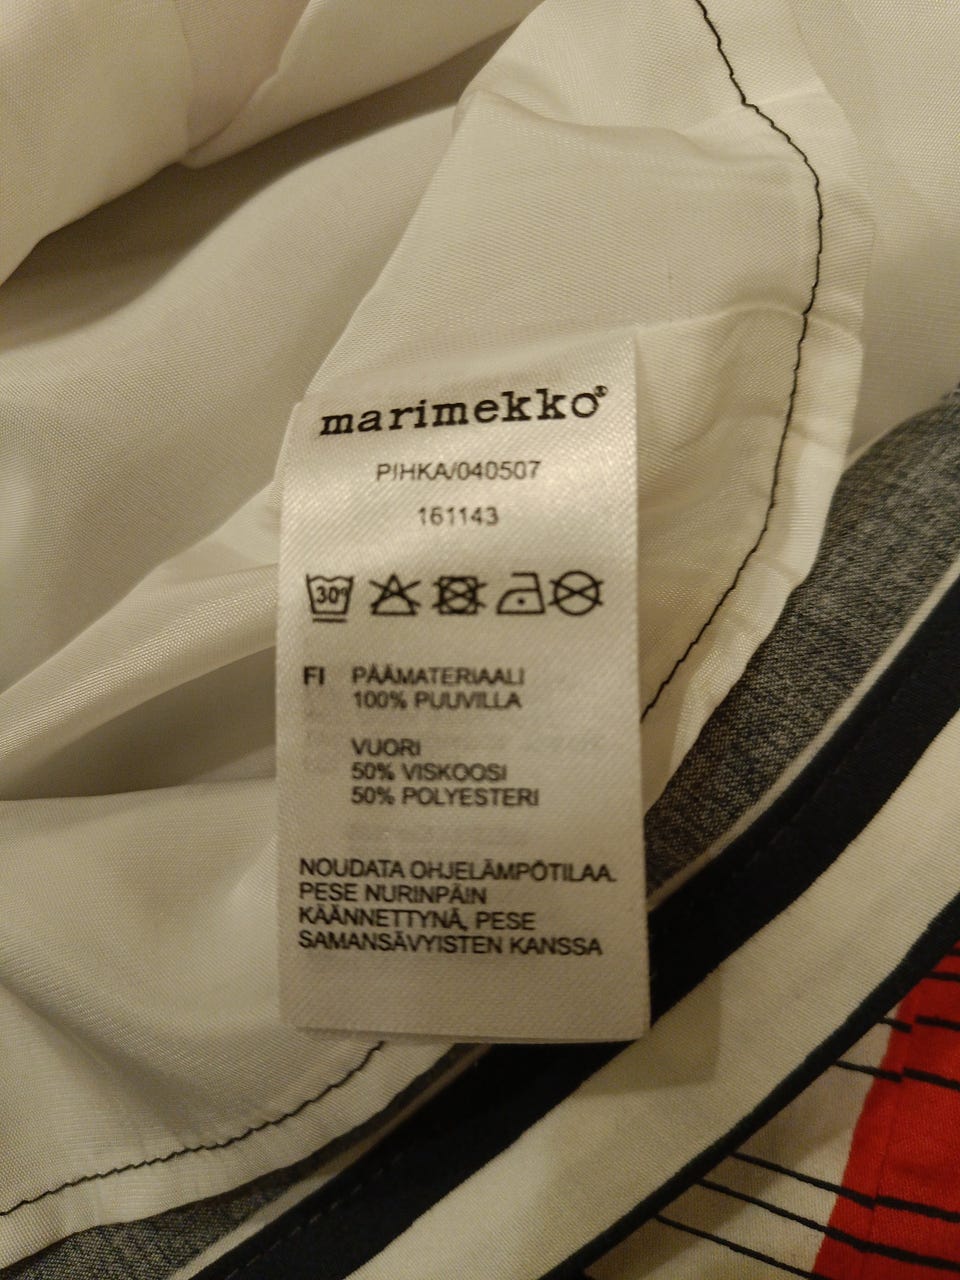 marimekko®
PIHKA/040507
161143
30°
FI PÄÄMATERIAALI
100% PUUVILLA
VUORI
50% VISKOOSI
50% POLYESTERI
NOUDATA OHJELÄMPÖTILAA.
PESE NURINPÄIN
KÄÄNNETTYNÄ, PESE
SAMANSÄVYISTEN KANSSA